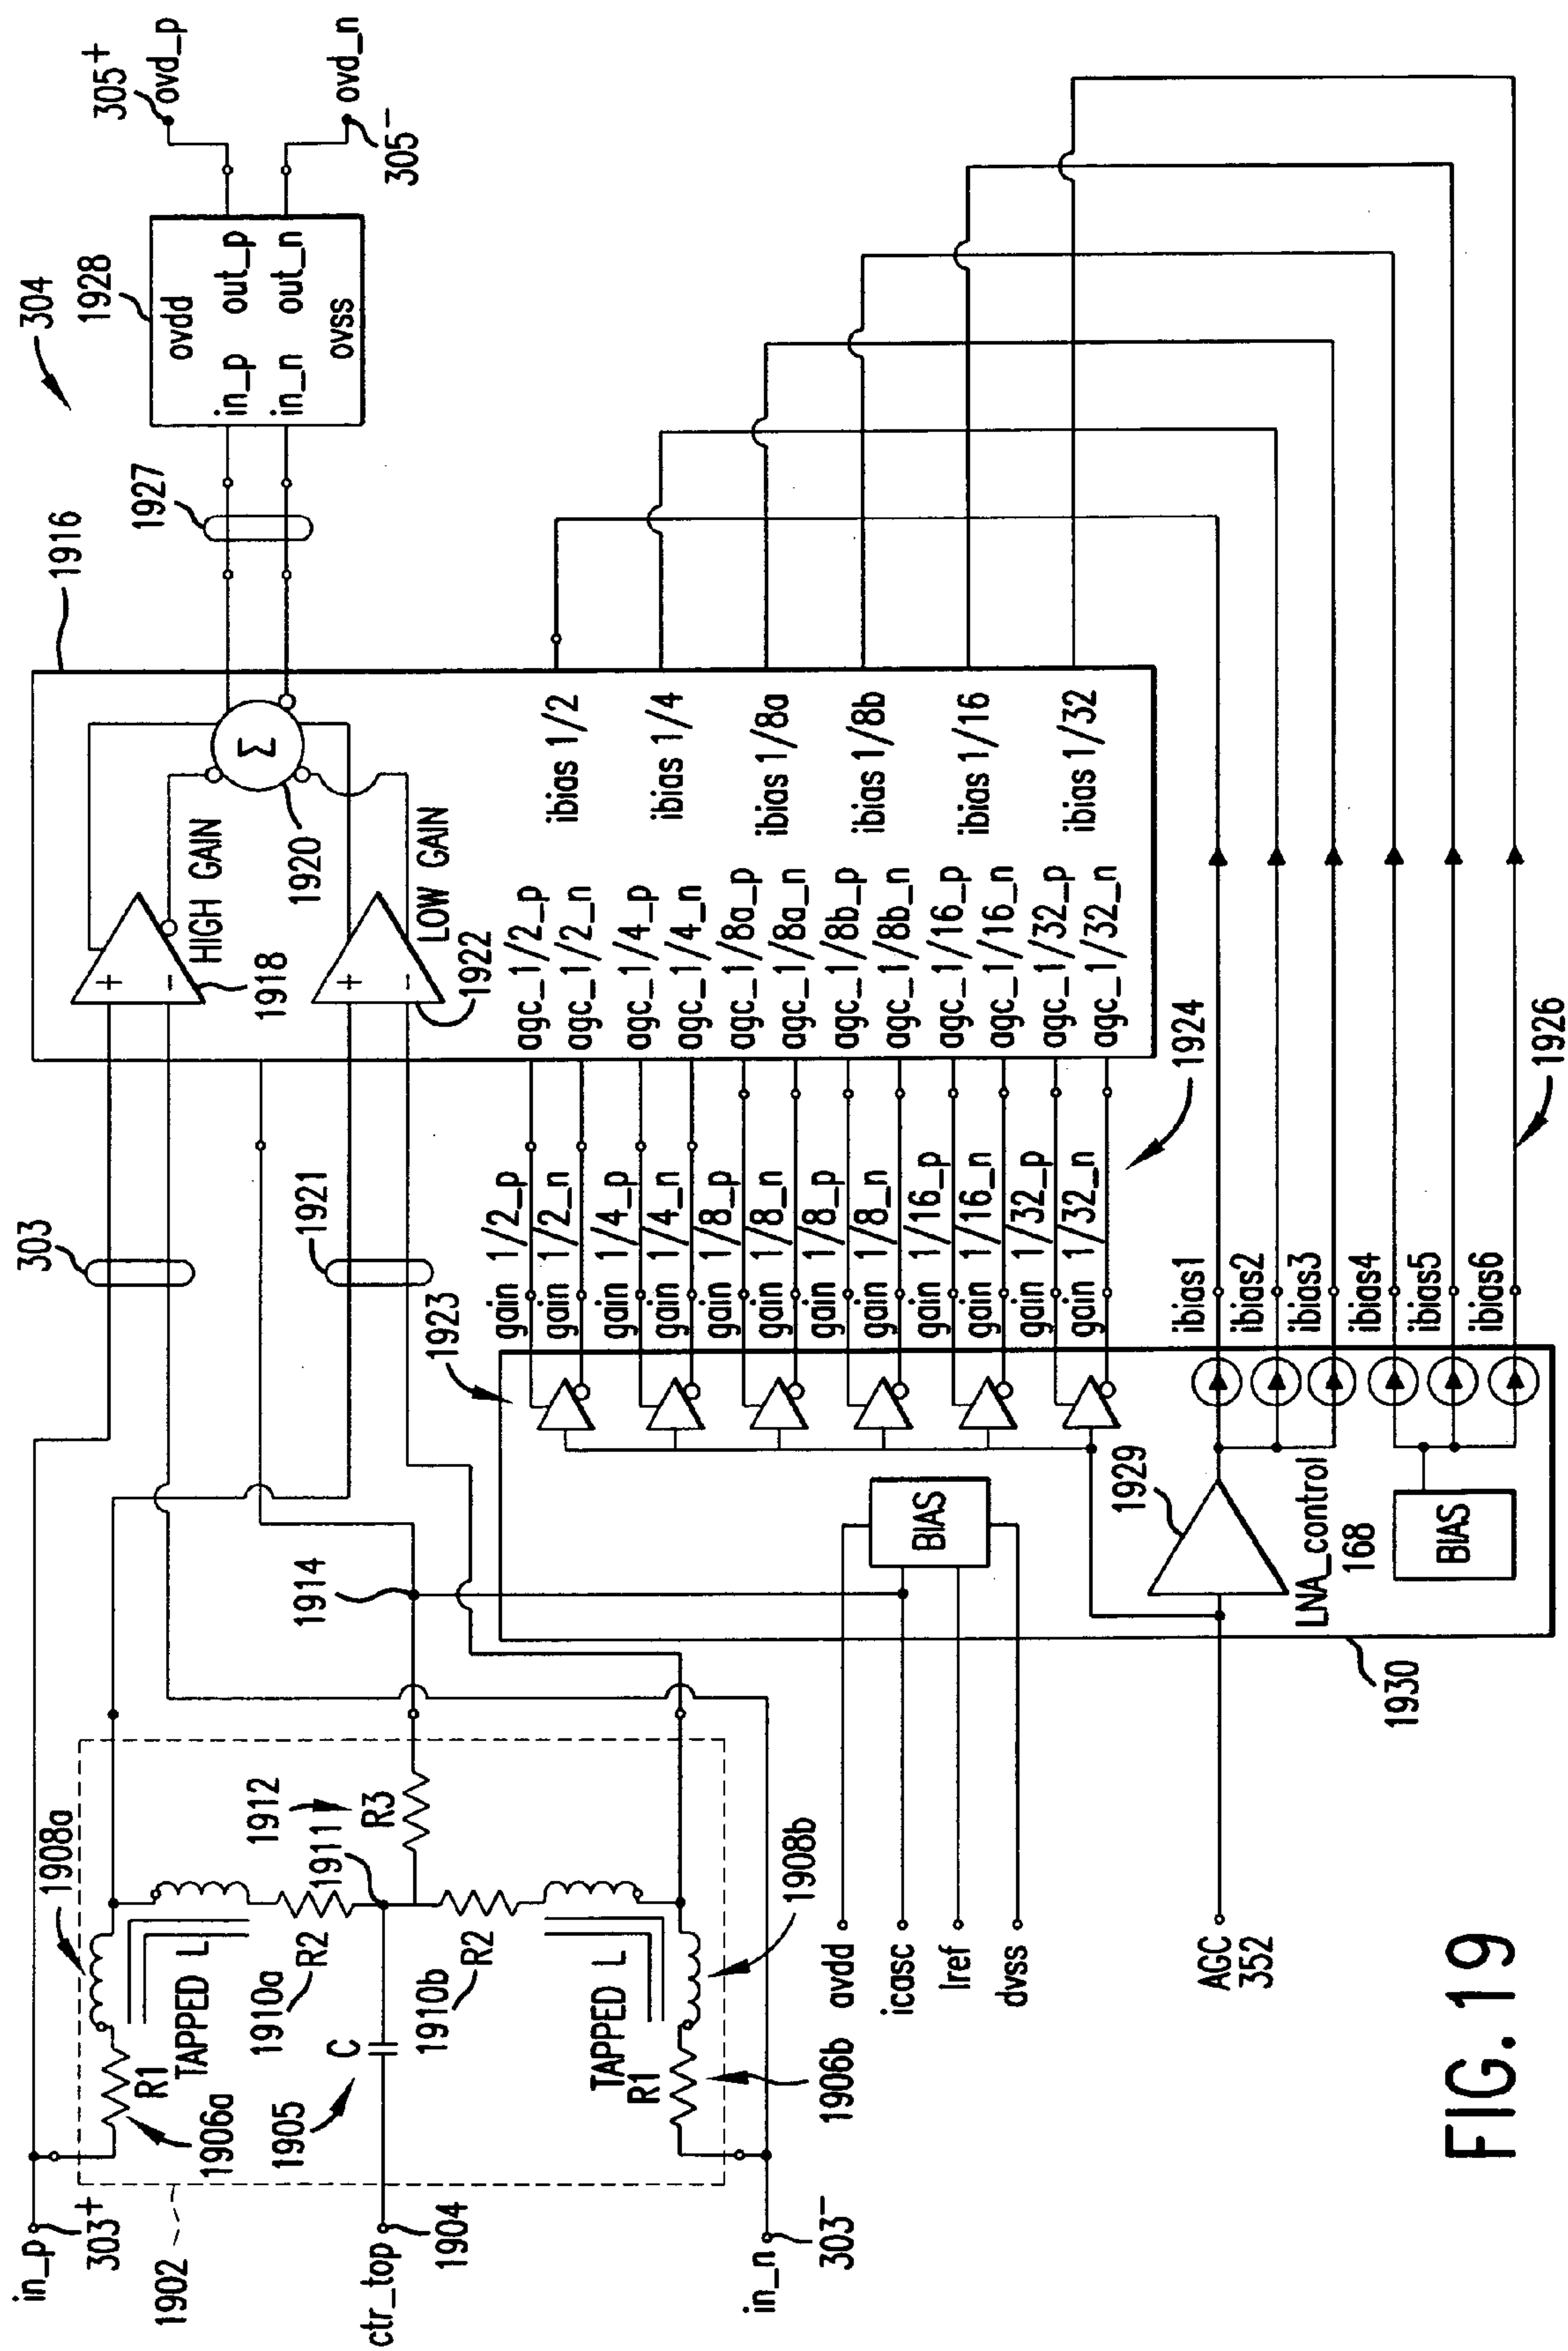 304
in_p
303+
1902
ctr_top
1904
in_n
303-
1906a
R1
TAPPED L
1908a
1905
C
1910a
R2
1911
1912
R3
1910b
R2
TAPPED L
R1
1906b
1908b
1914
303
1921
1916
+
-
HIGH GAIN
1918
+
-
LOW GAIN
1922
Σ
1920
1927
1928
ovdd
in_p out_p
in_n out_n
ovss
305+
ovd_p
ovd_n
305-
1923
gain 1/2_p
gain 1/2_n
gain 1/4_p
gain 1/4_n
gain 1/8_p
gain 1/8_n
gain 1/8_p
gain 1/8_n
gain 1/16_p
gain 1/16_n
gain 1/32_p
gain 1/32_n
1924
agc_1/2_p
agc_1/2_n
agc_1/4_p
agc_1/4_n
agc_1/8a_p
agc_1/8a_n
agc_1/8b_p
agc_1/8b_n
agc_1/16_p
agc_1/16_n
agc_1/32_p
agc_1/32_n
ibias 1/2
ibias 1/4
ibias 1/8a
ibias 1/8b
ibias 1/16
ibias 1/32
avdd
icasc
Iref
dvss
BIAS
AGC
352
1929
LNA_control
168
BIAS
1930
ibias1
ibias2
ibias3
ibias4
ibias5
ibias6
1926
FIG. 19